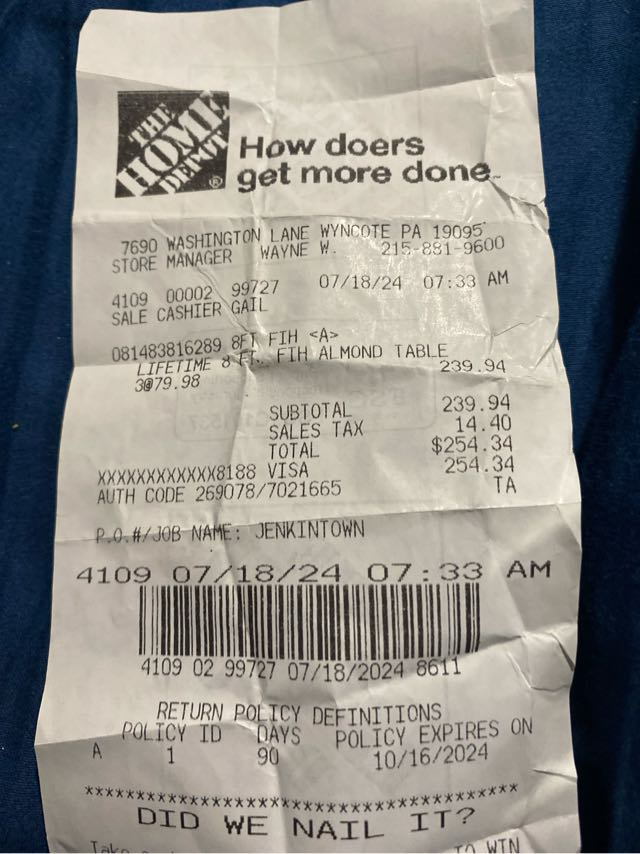 THE
HOME
DEPOT®
How doers
get more done™
7690 WASHINGTON LANE WYNCOTE PA 19095
STORE MANAGER WAYNE W. 215-881-9600
4109 00002 99727 07/18/24 07:33 AM
SALE CASHIER GAIL
081483816289 8FT FIH <A>
LIFETIME 8 FT. FIH ALMOND TABLE
3@79.98 239.94
SUBTOTAL 239.94
SALES TAX 14.40
TOTAL $254.34
XXXXXXXXXXXX8188 VISA 254.34
AUTH CODE 269078/7021665 TA
P.O.#/JOB NAME: JENKINTOWN
4109 07/18/24 07:33 AM
4109 02 99727 07/18/2024 8611
RETURN POLICY DEFINITIONS
POLICY ID DAYS POLICY EXPIRES ON
A 1 90 10/16/2024
****************************************
DID WE NAIL IT?
TO WIN